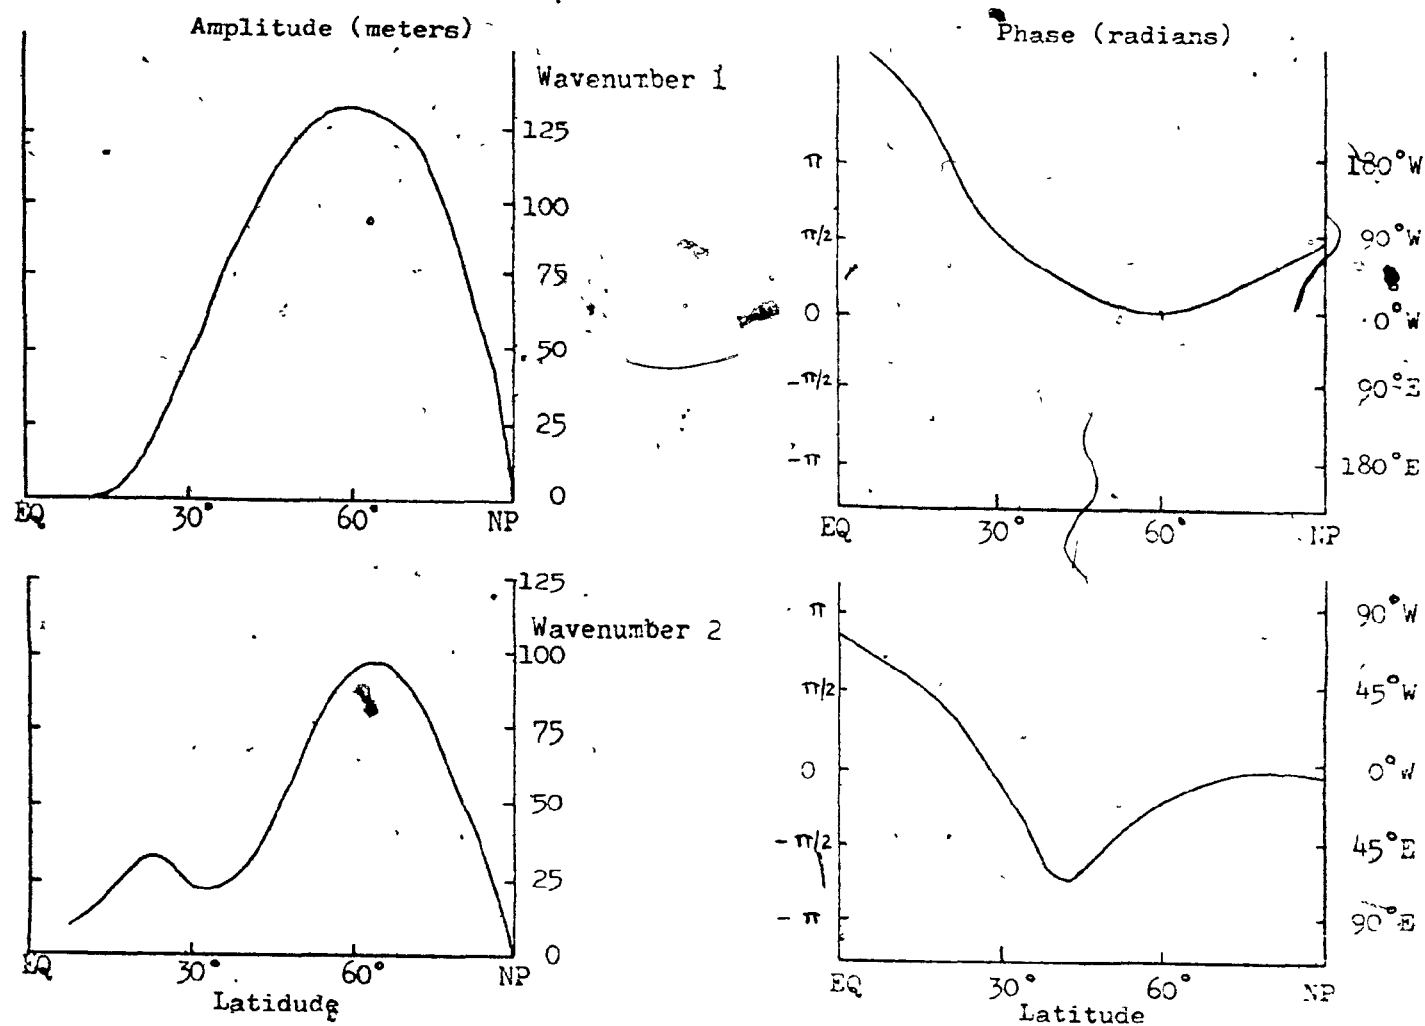 Amplitude (meters)
Phase (radians)
Wavenumber 1
125
100
75
50
25
0
EQ 30° 60° NP
π
π/2
0
-π/2
-π
180°W
90°W
0°W
90°E
180°E
EQ 30° 60° NP
Wavenumber 2
125
100
75
50
25
0
EQ 30° 60° NP
Latidude
π
π/2
0
-π/2
-π
90°W
45°W
0°W
45°E
90°E
EQ 30° 60° NP
Latitude